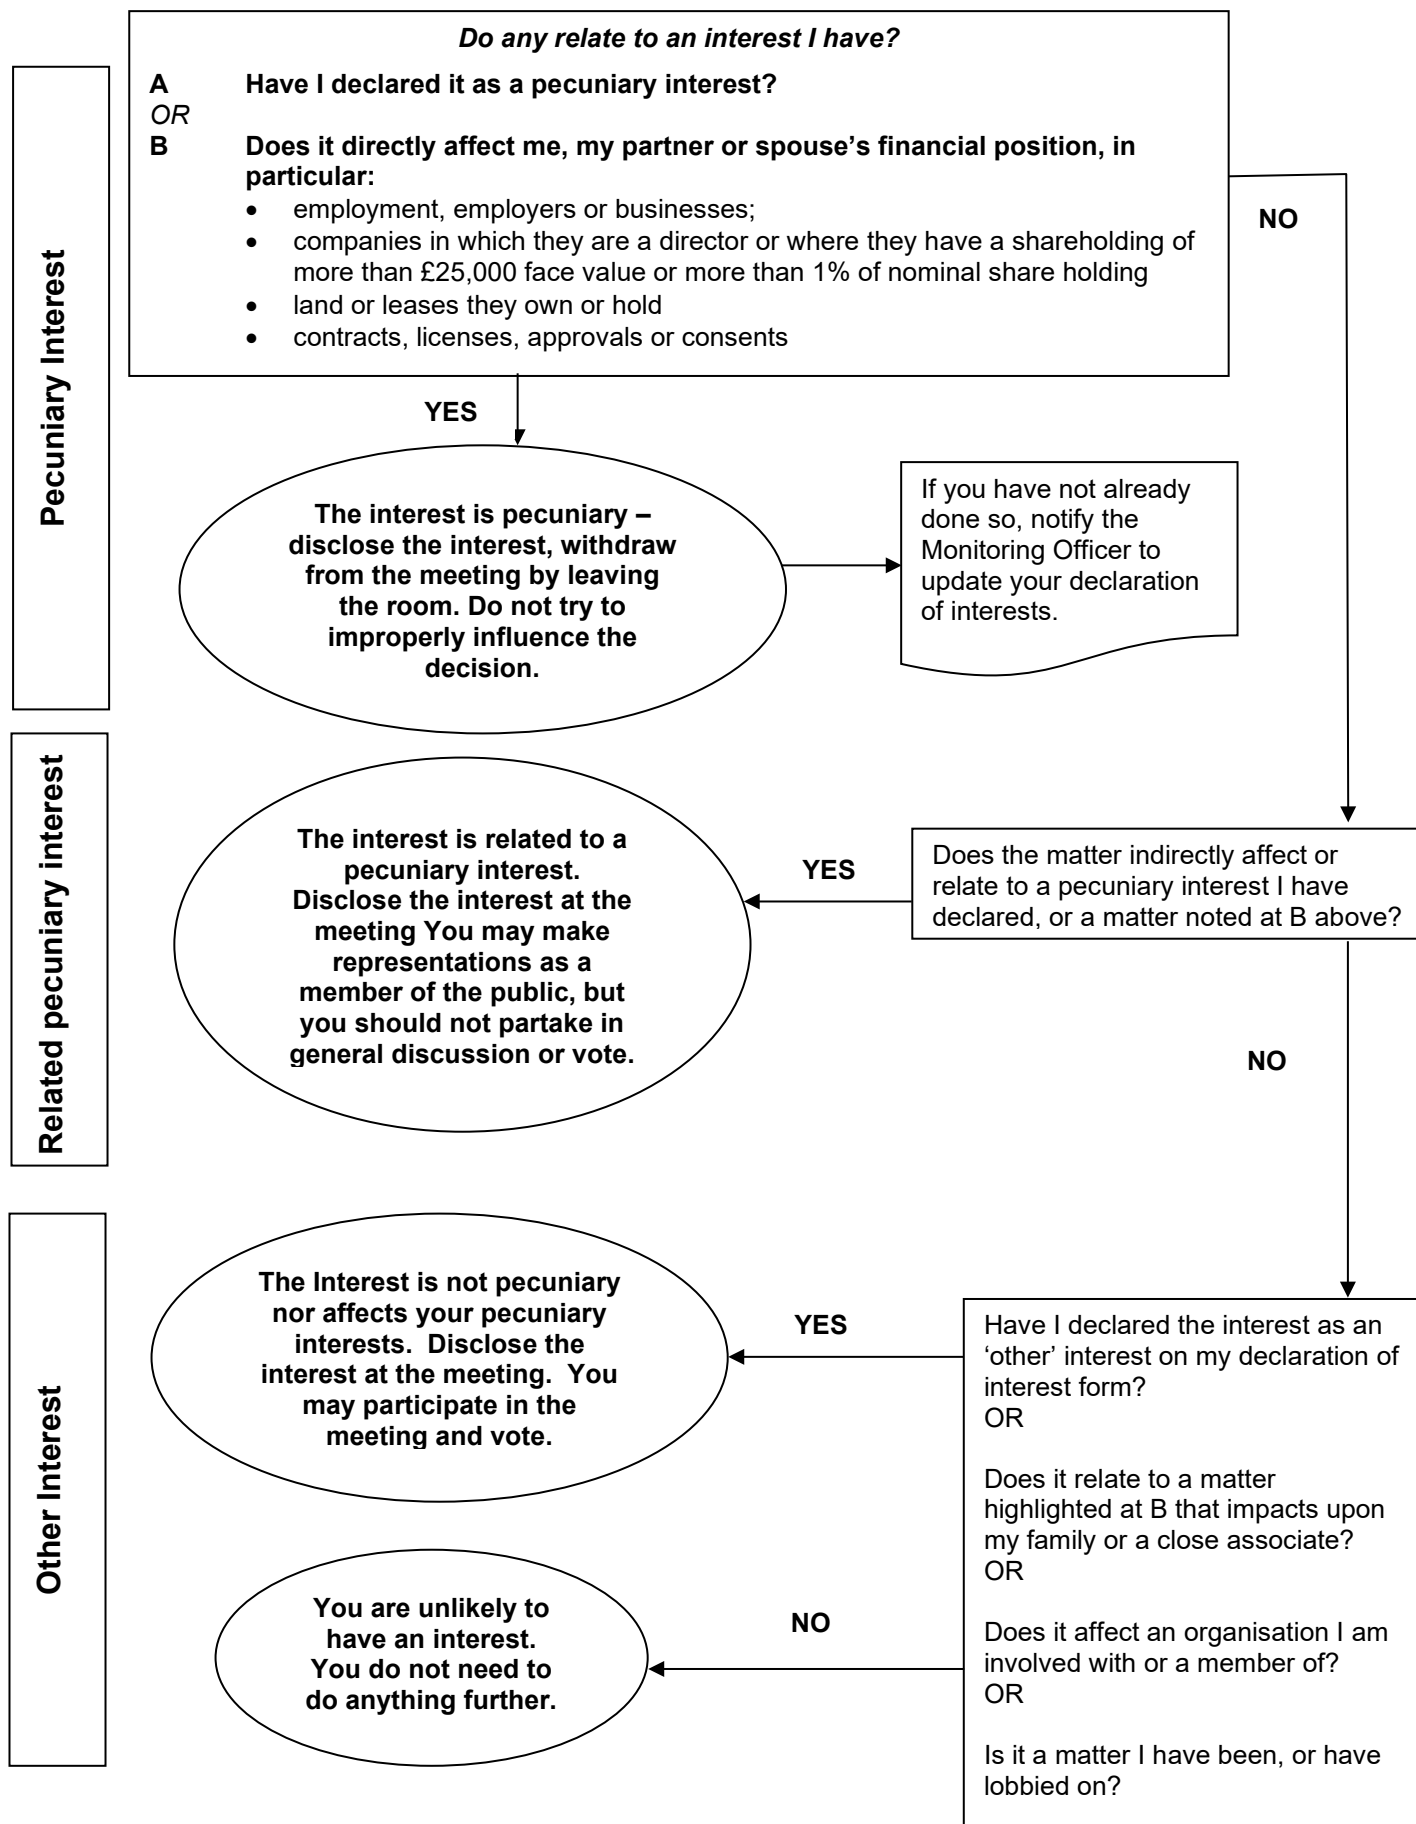 Do any relate to an interest I have?
A Have I declared it as a pecuniary interest?
OR
B Does it directly affect me, my partner or spouse’s financial position, in
particular:
• employment, employers or businesses;
• companies in which they are a director or where they have a shareholding of
more than £25,000 face value or more than 1% of nominal share holding
• land or leases they own or hold
• contracts, licenses, approvals or consents
Pecuniary Interest
NO
YES
The interest is pecuniary –
disclose the interest, withdraw
from the meeting by leaving
the room. Do not try to
improperly influence the
decision.
If you have not already
done so, notify the
Monitoring Officer to
update your declaration
of interests.
Related pecuniary interest
The interest is related to a
pecuniary interest.
Disclose the interest at the
meeting You may make
representations as a
member of the public, but
you should not partake in
general discussion or vote.
YES
Does the matter indirectly affect or
relate to a pecuniary interest I have
declared, or a matter noted at B above?
NO
Other Interest
The Interest is not pecuniary
nor affects your pecuniary
interests. Disclose the
interest at the meeting. You
may participate in the
meeting and vote.
YES
Have I declared the interest as an
‘other’ interest on my declaration of
interest form?
OR
Does it relate to a matter
highlighted at B that impacts upon
my family or a close associate?
OR
Does it affect an organisation I am
involved with or a member of?
OR
Is it a matter I have been, or have
lobbied on?
NO
You are unlikely to
have an interest.
You do not need to
do anything further.